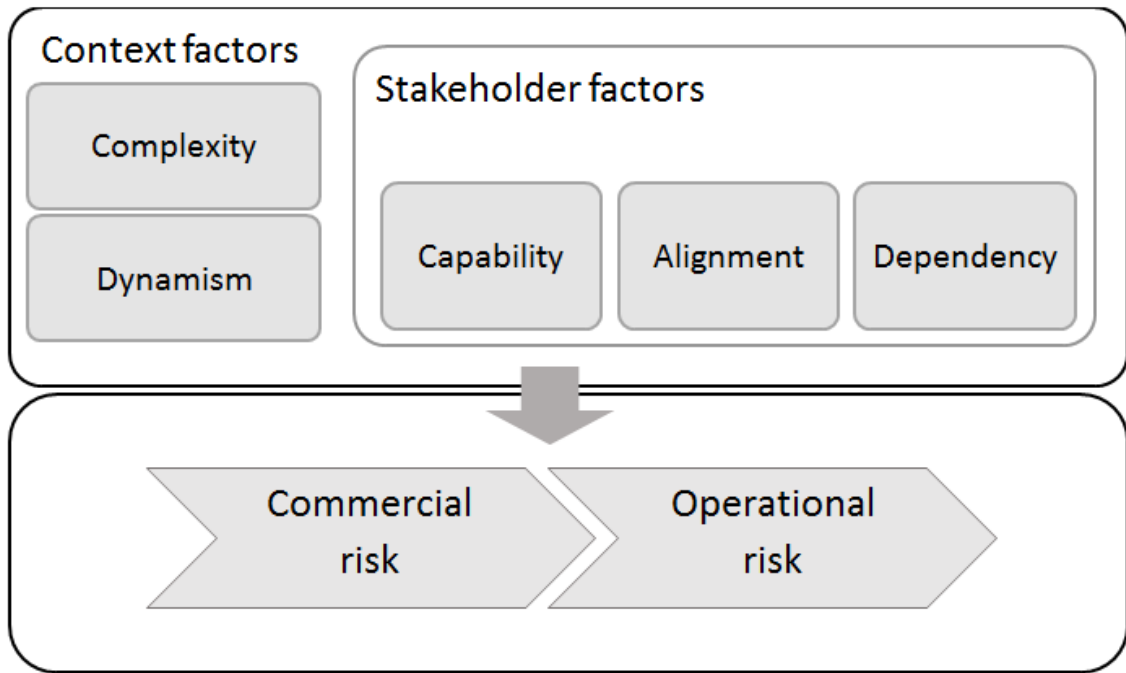 Context factors
Complexity
Dynamism
Stakeholder factors
Capability
Alignment
Dependency
Commercial
risk
Operational
risk